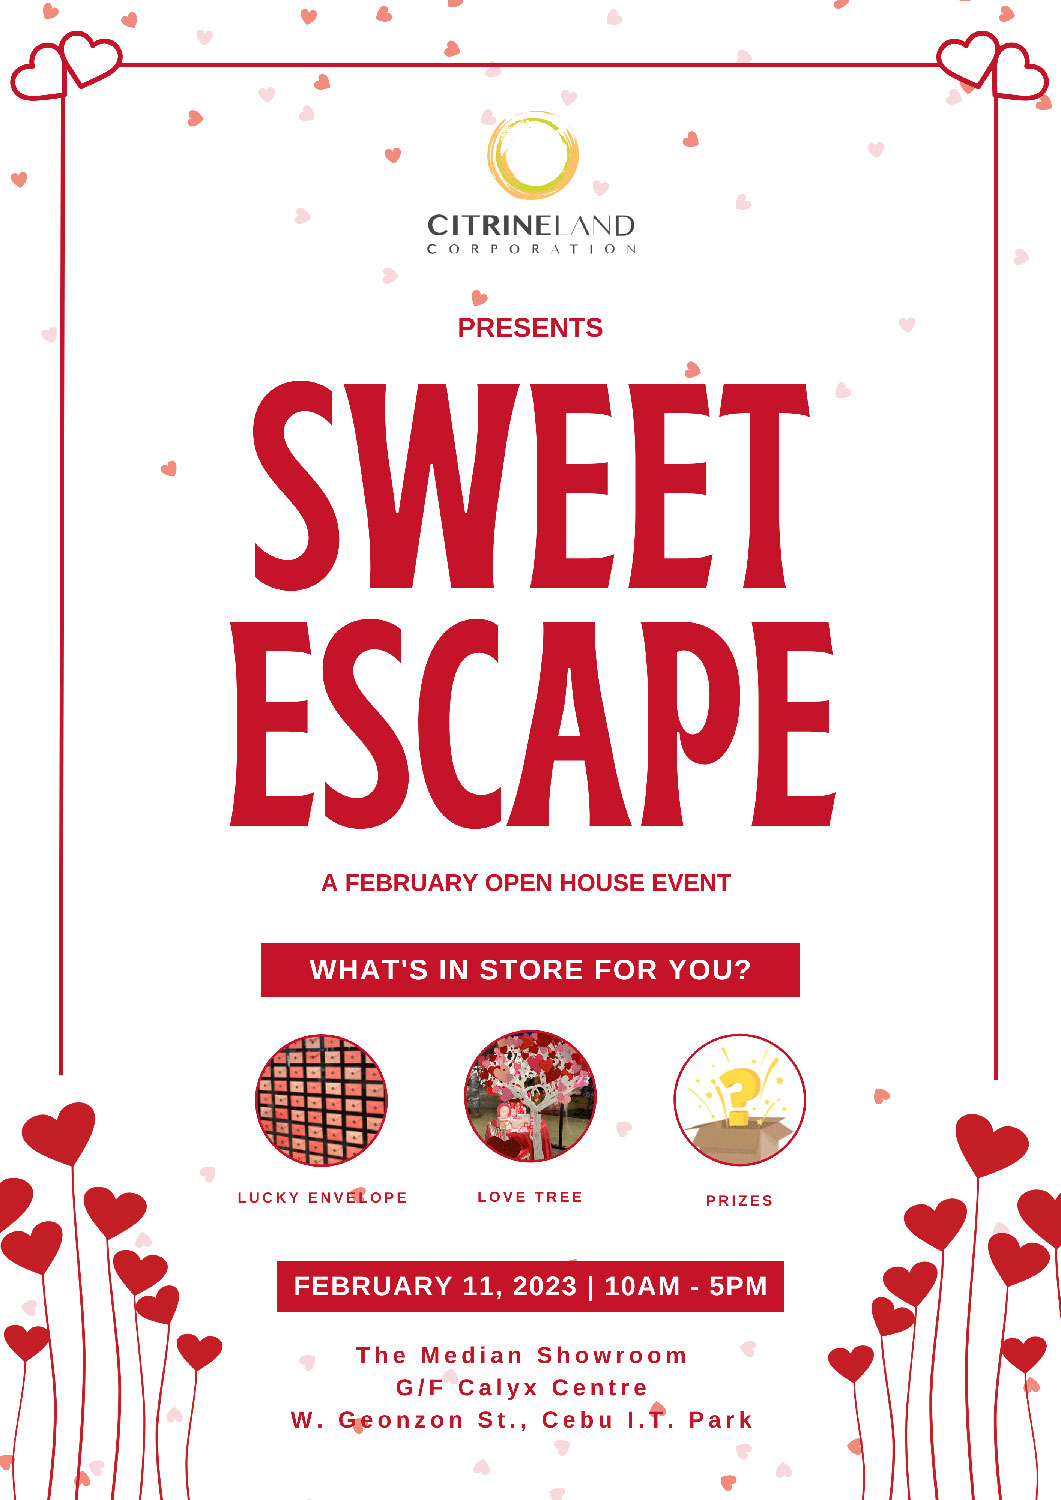 CITRINELAND
CORPORATION
PRESENTS
SWEET
ESCAPE
A FEBRUARY OPEN HOUSE EVENT
WHAT'S IN STORE FOR YOU?
LUCKY ENVELOPE
LOVE TREE
PRIZES
FEBRUARY 11, 2023 | 10AM - 5PM
The Median Showroom
G/F Calyx Centre
W. Geonzon St., Cebu I.T. Park